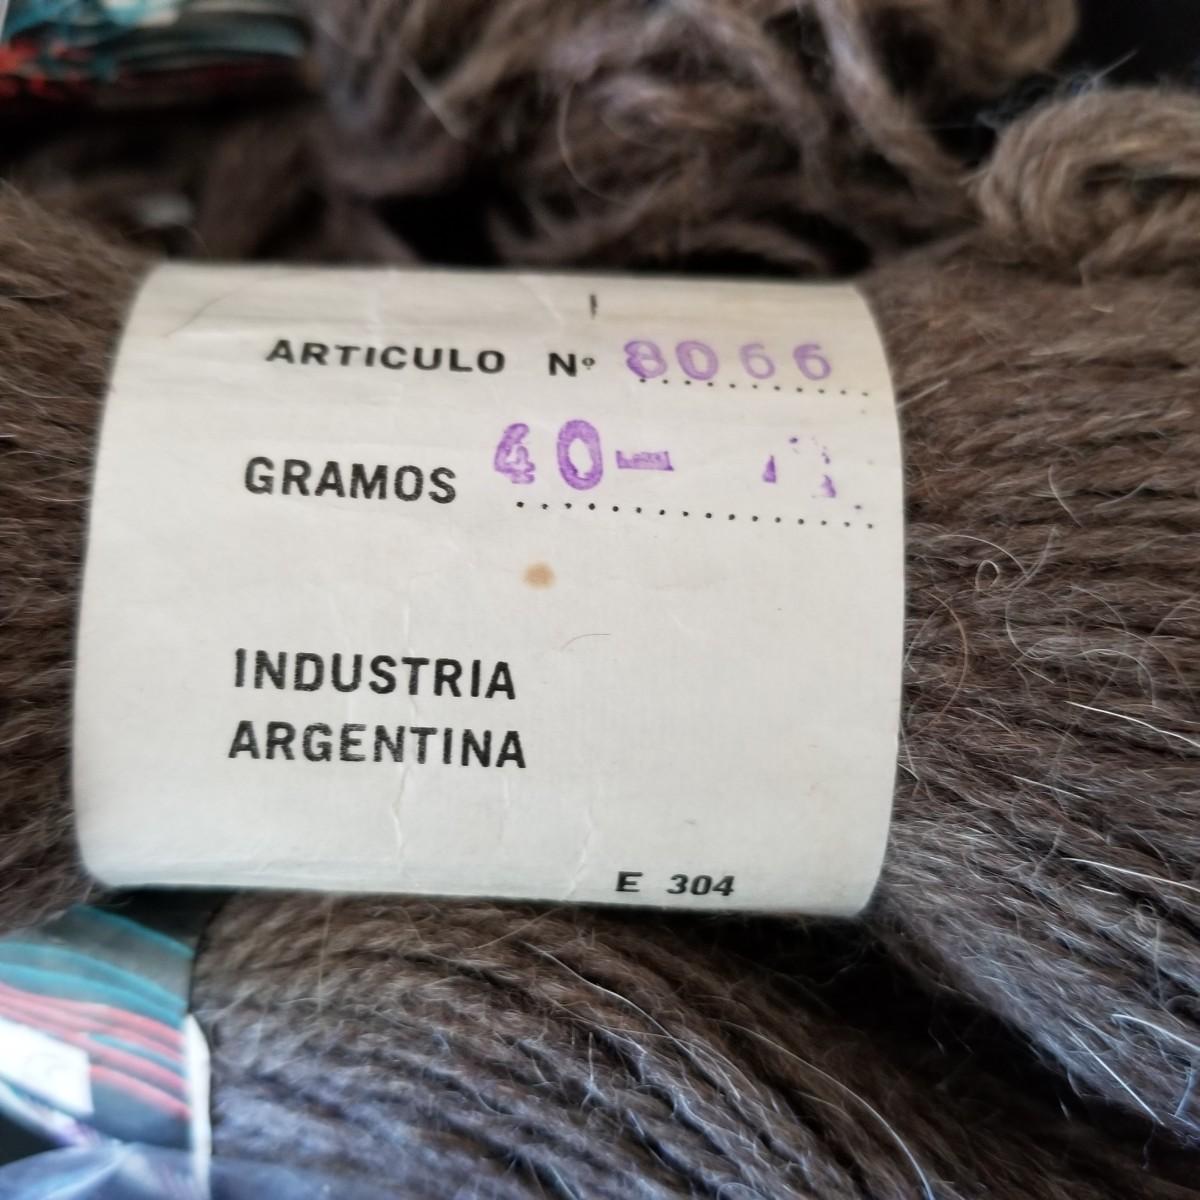 ARTICULO Nº 8066
GRAMOS 40-
INDUSTRIA
ARGENTINA
E 304